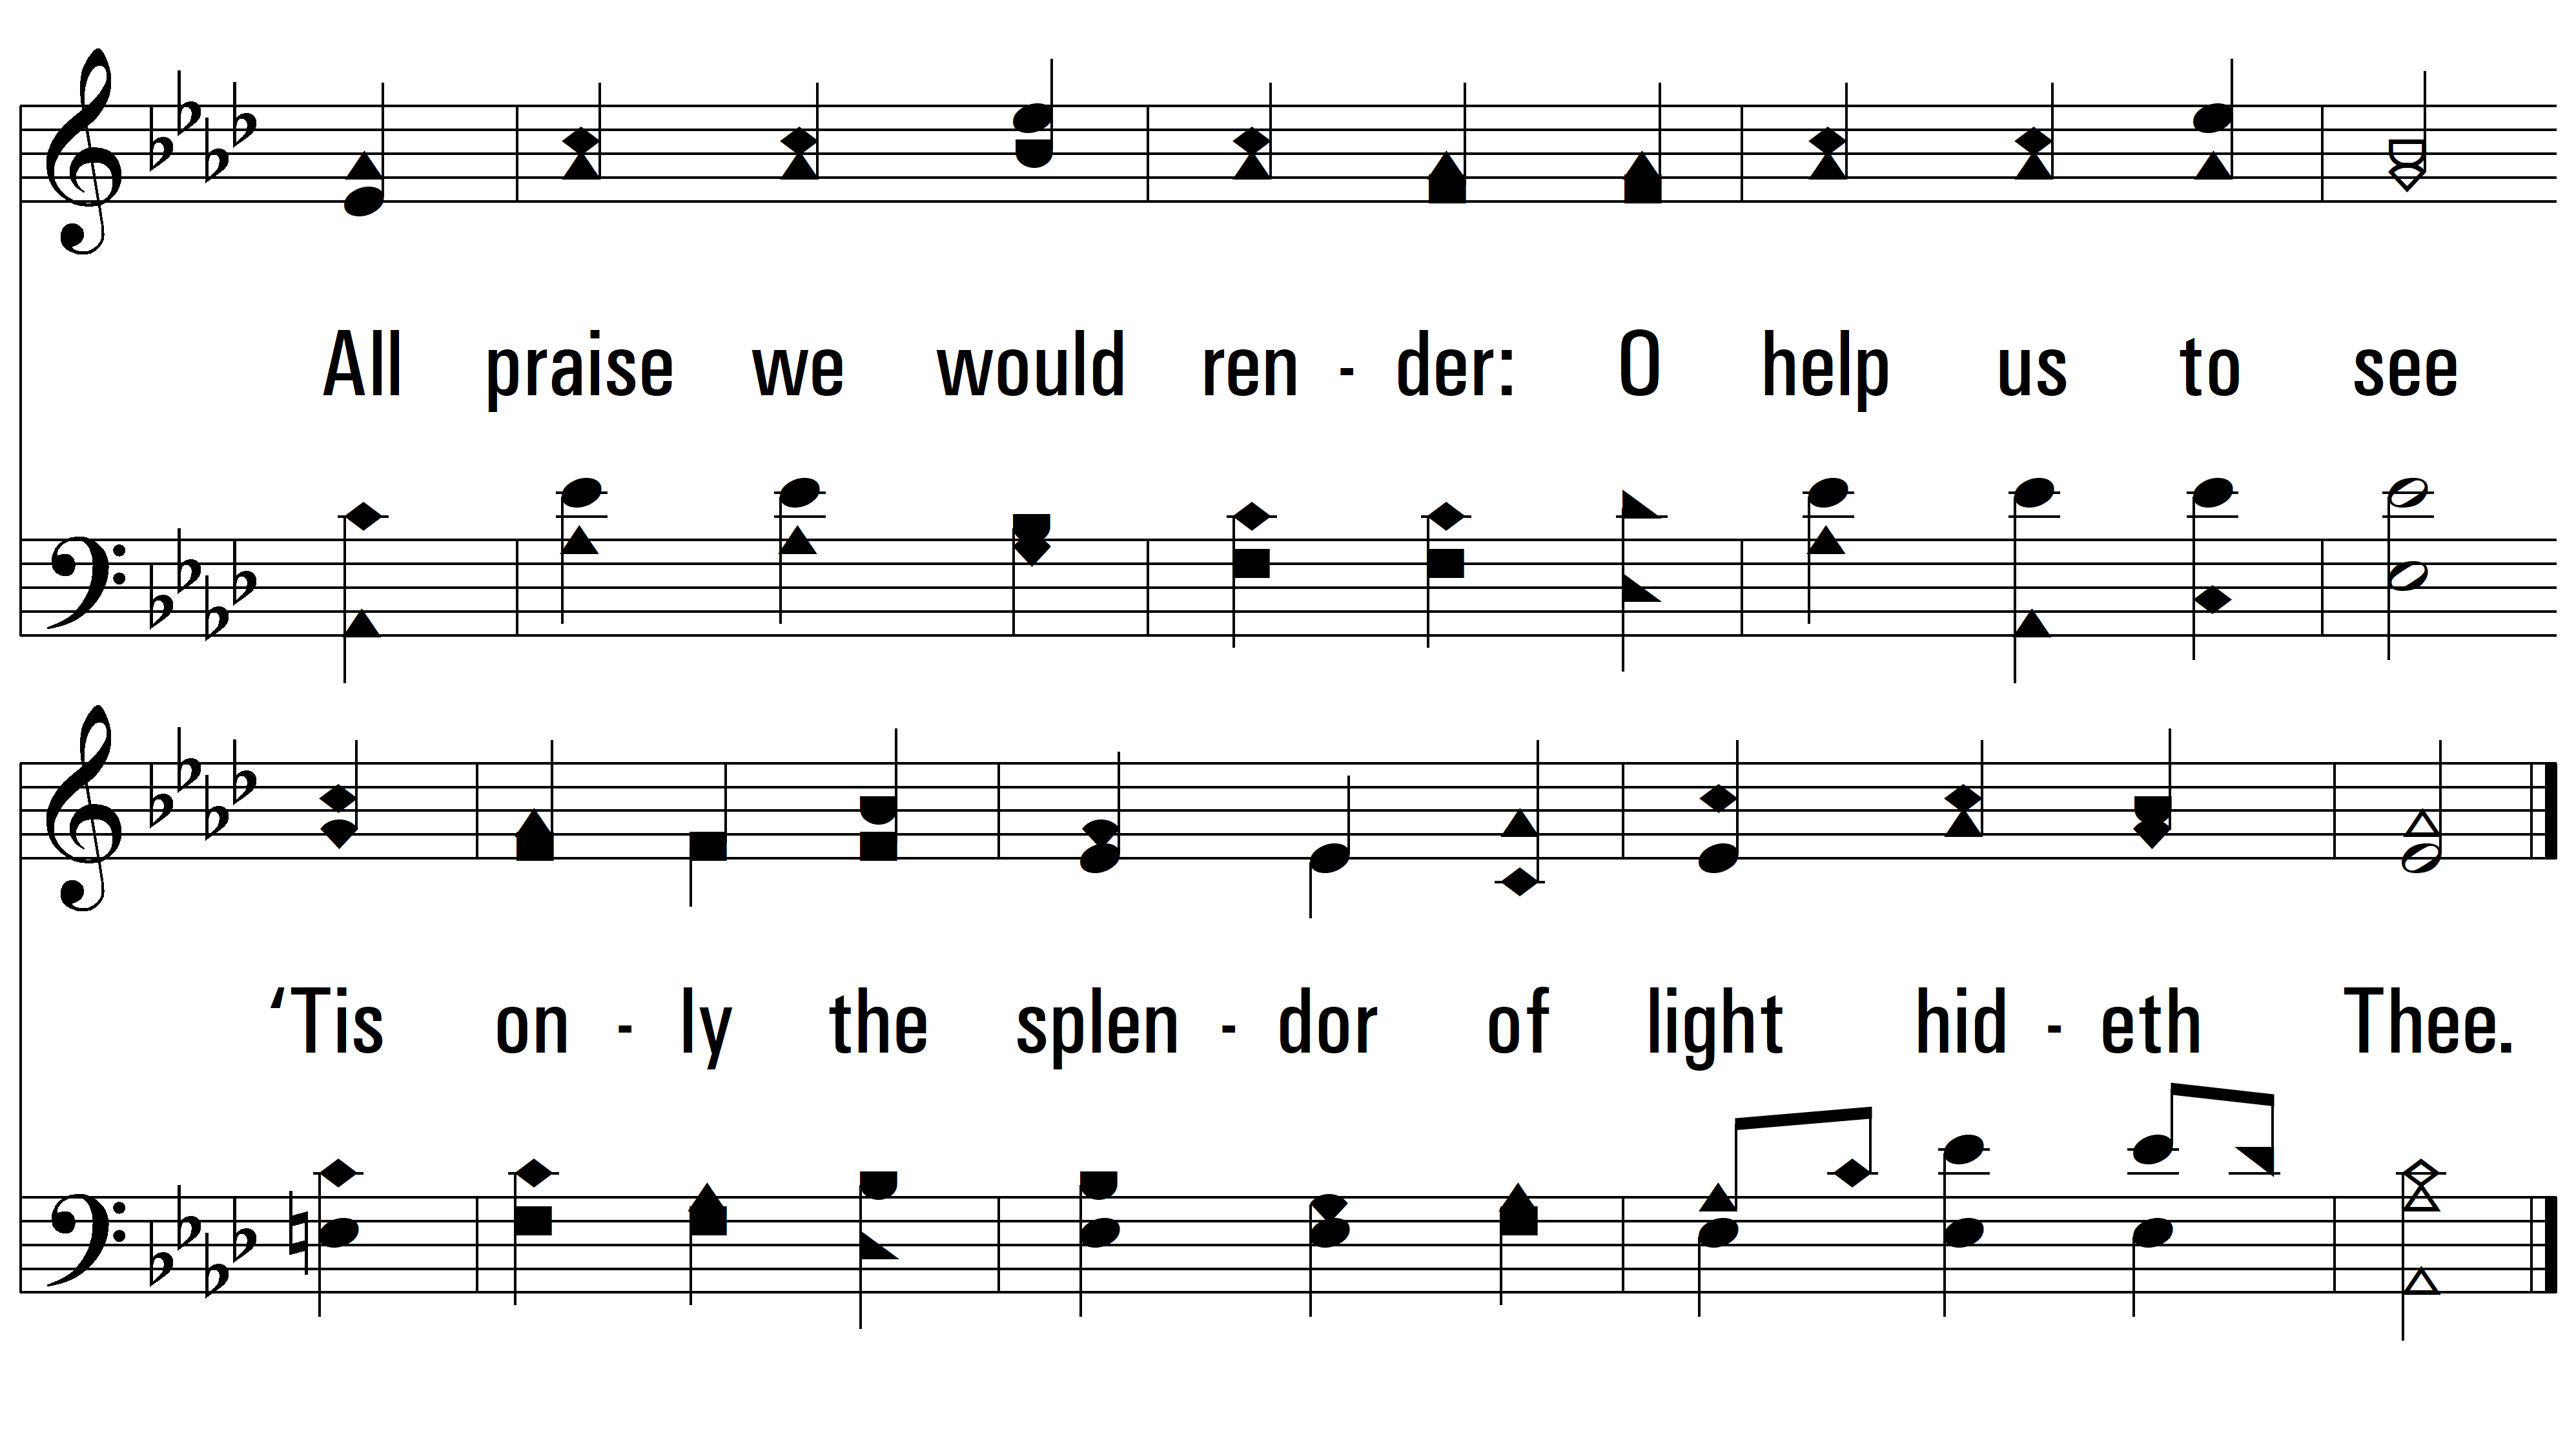 All praise we would ren - der: O help us to see
‘Tis on - ly the splen - dor of light hid - eth Thee.